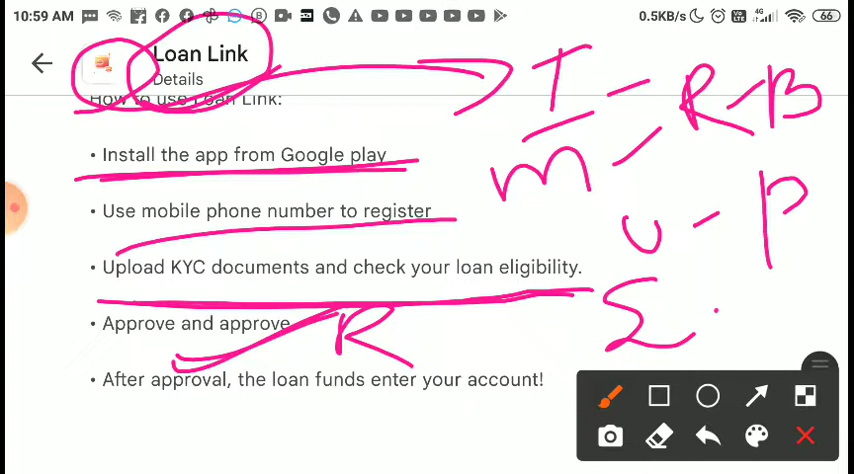 10:59 AM
0.5KB/s
4G
66
Loan Link
Details
How to use Loan Link:
• Install the app from Google play
• Use mobile phone number to register
• Upload KYC documents and check your loan eligibility.
• Approve and approve
• After approval, the loan funds enter your account!
I - R - B
m -
U - P
R